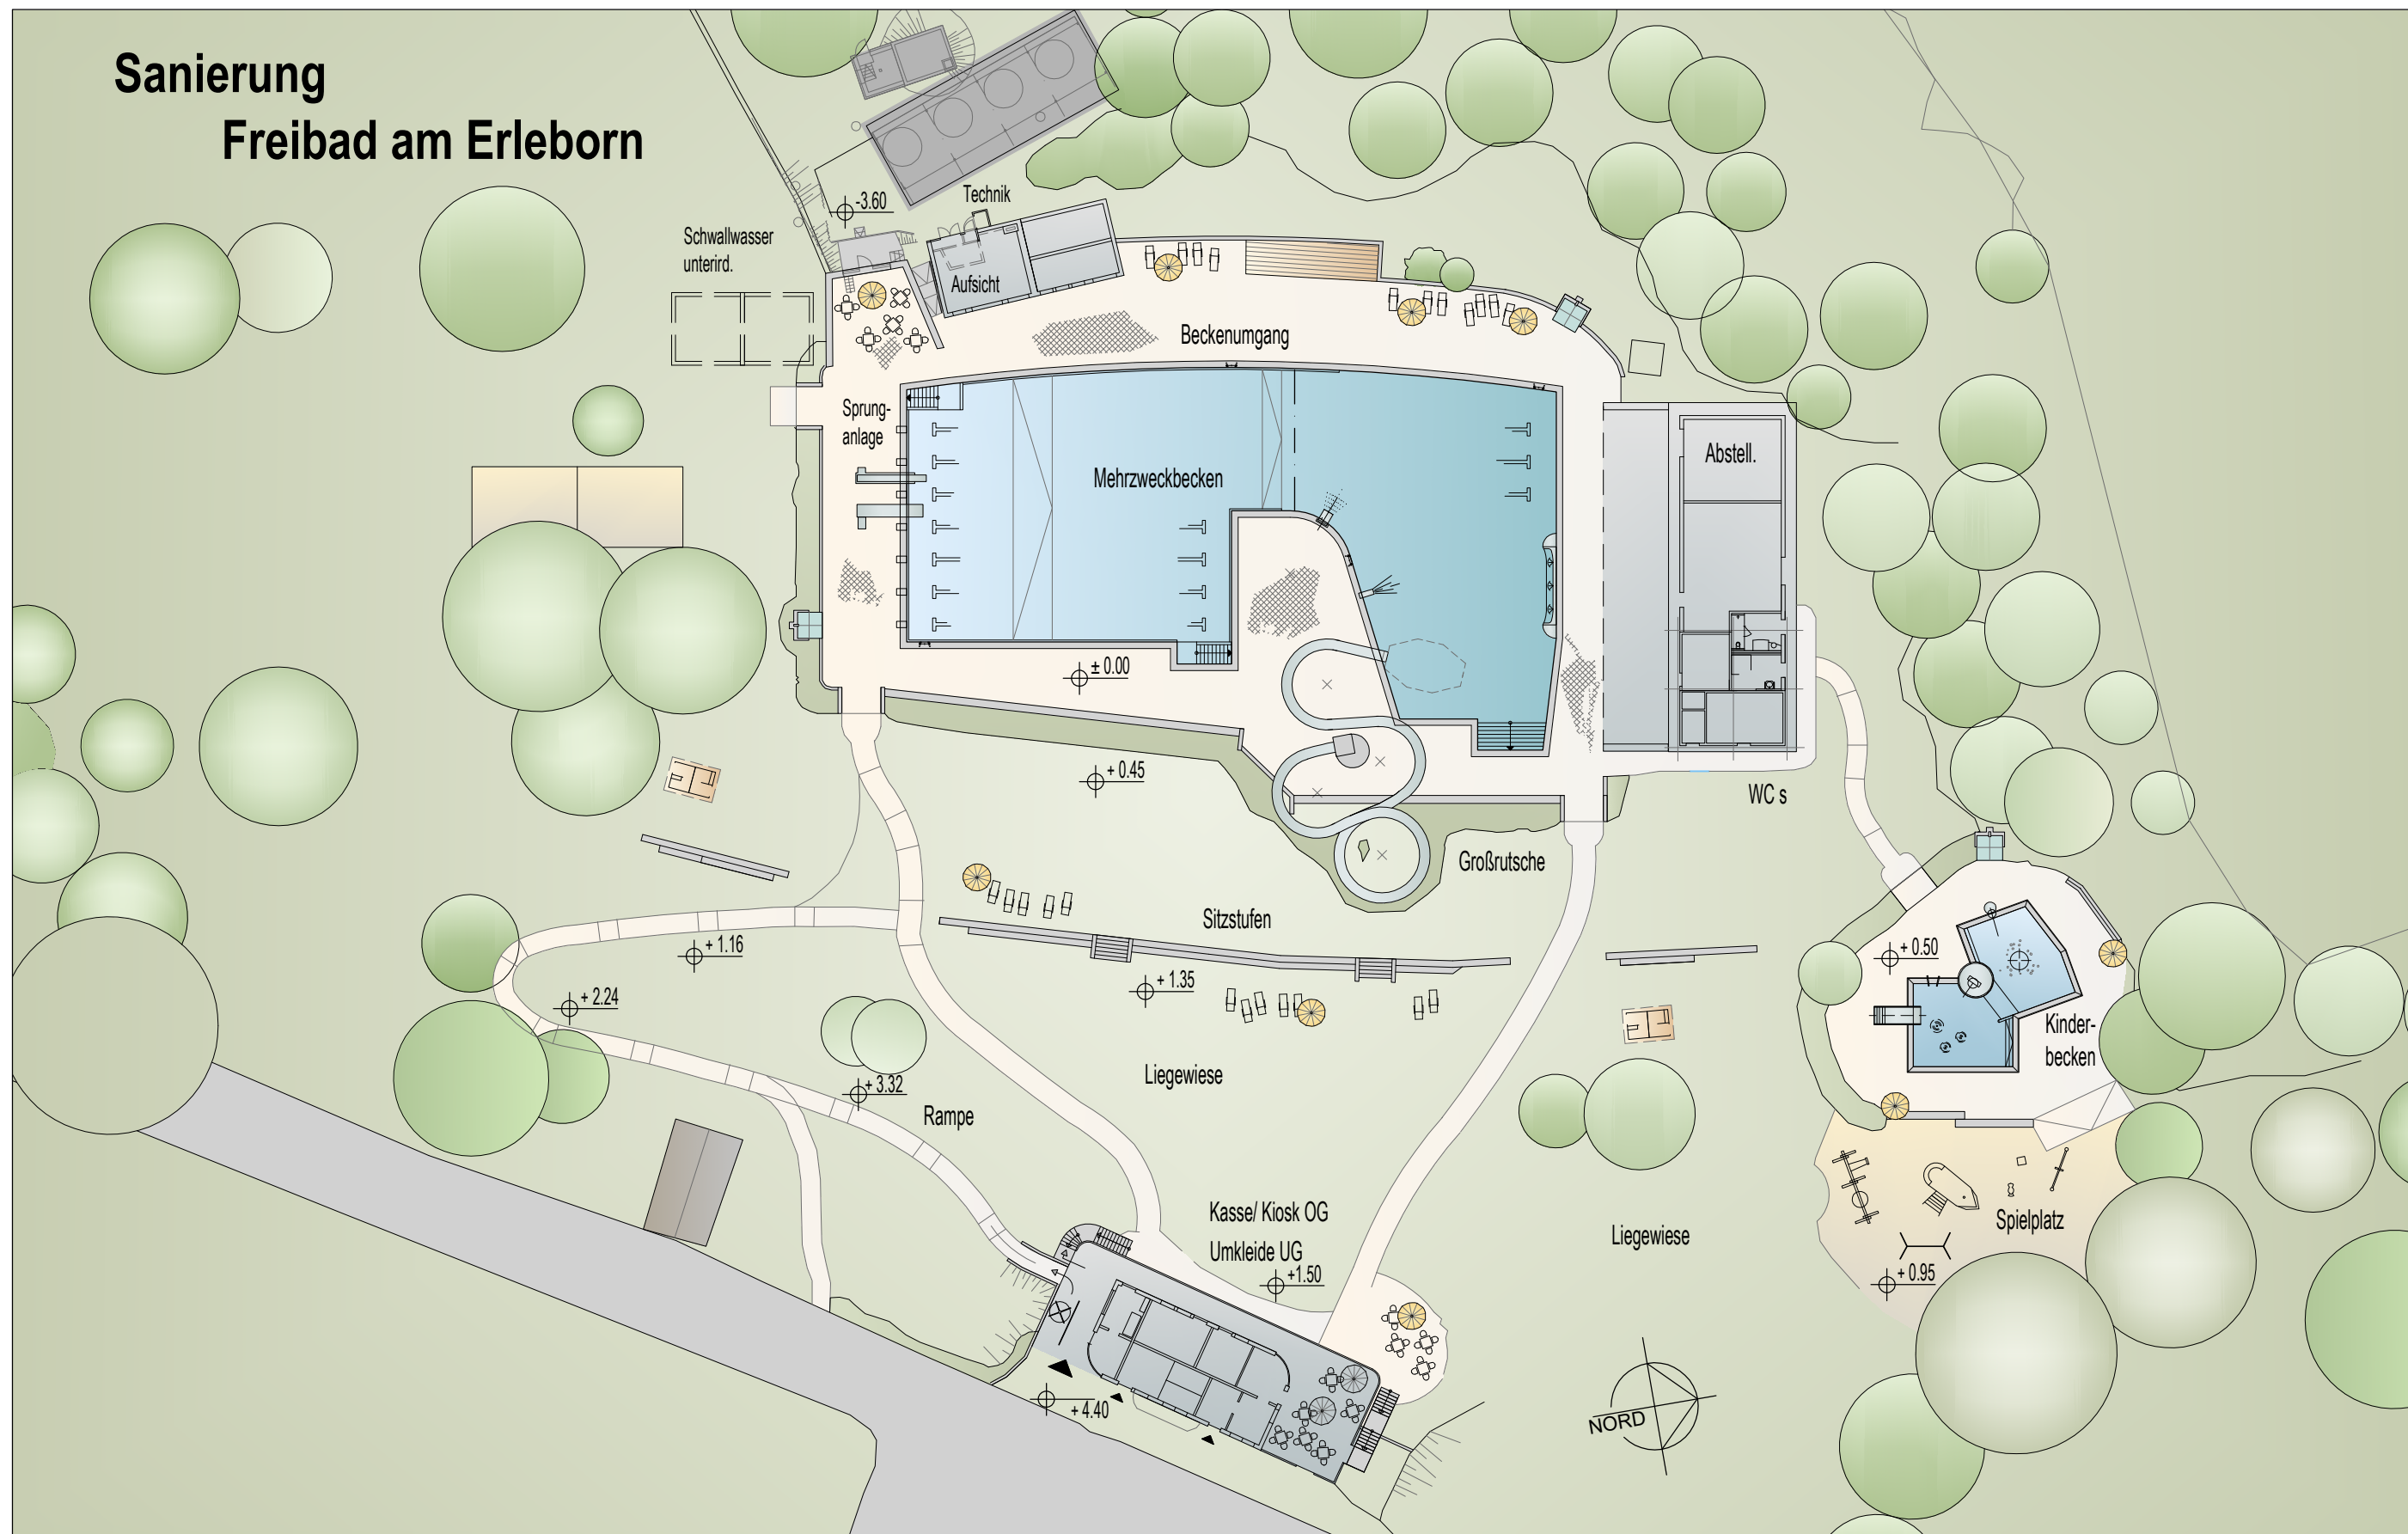 Sanierung
Freibad am Erleborn
Technik
-3.60
Schwallwasser
unterird.
Aufsicht
Beckenumgang
Sprung-
anlage
Mehrzweckbecken
Abstell.
± 0.00
+ 0.45
WC s
Großrutsche
Sitzstufen
+ 1.16
+ 0.50
+ 1.35
+ 2.24
Kinder-
becken
Liegewiese
+ 3.32
Rampe
Kasse/ Kiosk OG
Umkleide UG
+1.50
Liegewiese
Spielplatz
+ 0.95
+ 4.40
NORD